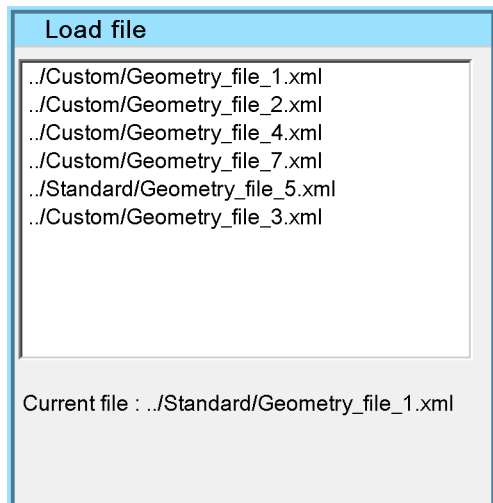 Load file
../Custom/Geometry_file_1.xml
../Custom/Geometry_file_2.xml
../Custom/Geometry_file_4.xml
../Custom/Geometry_file_7.xml
../Standard/Geometry_file_5.xml
../Custom/Geometry_file_3.xml
Current file : ../Standard/Geometry_file_1.xml